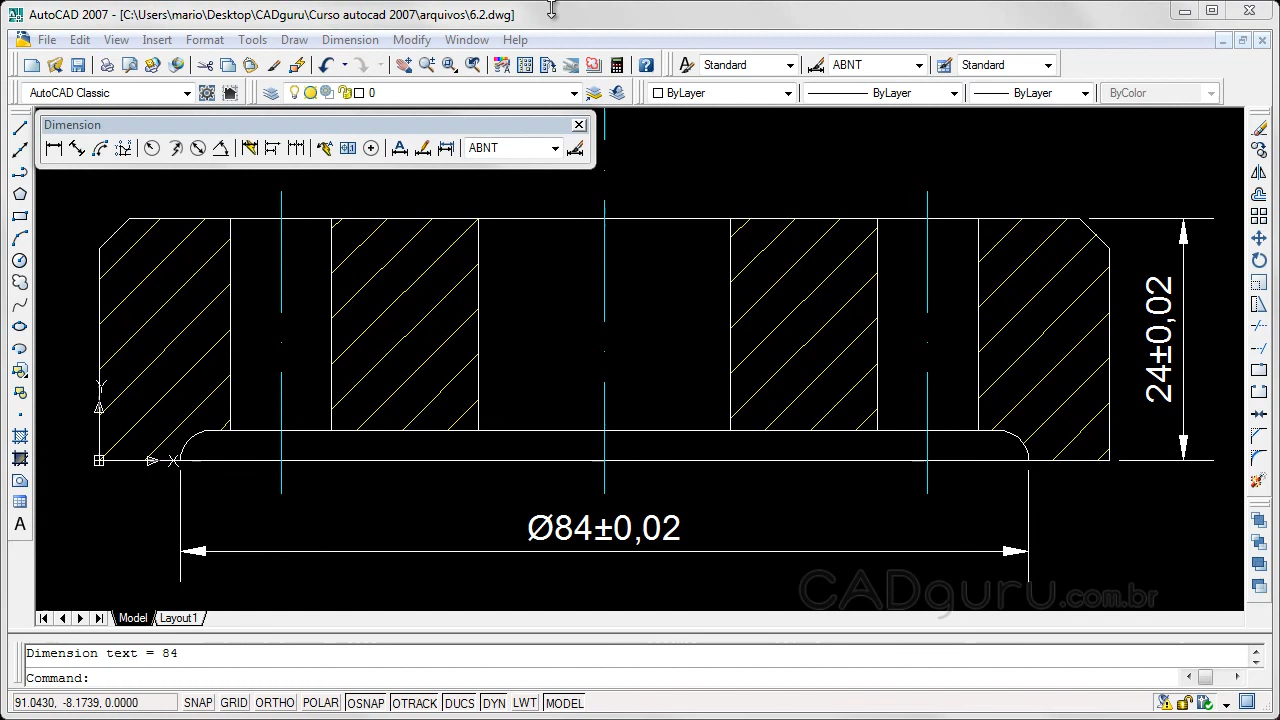 AutoCAD 2007 - [C:\Users\mario\Desktop\CADguru\Curso autocad 2007\arquivos\6.2.dwg]
File Edit View Insert Format Tools Draw Dimension Modify Window Help
Standard ABNT Standard
AutoCAD Classic 0 ByLayer ByLayer ByLayer ByColor
Dimension
ABNT
24±0,02
Y
X
Ø84±0,02
CADguru.com.br
Model Layout1
Dimension text = 84
Command:
91.0430, -8.1739, 0.0000 SNAP GRID ORTHO POLAR OSNAP OTRACK DUCS DYN LWT MODEL